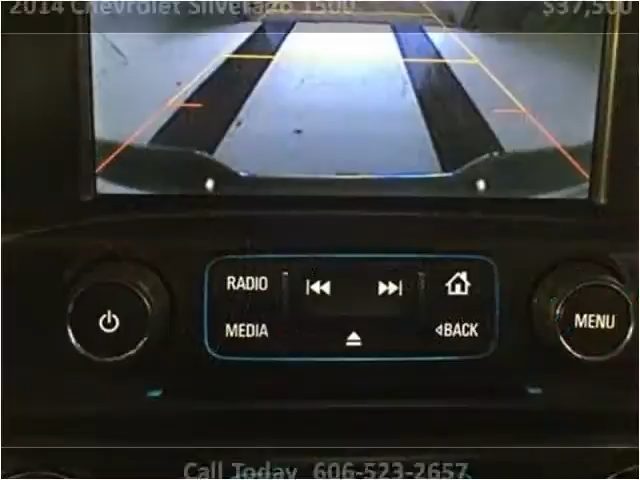 2014 Chevrolet Silverado 1500 $37,500
RADIO
MEDIA
BACK
MENU
Call Today 606-523-2657